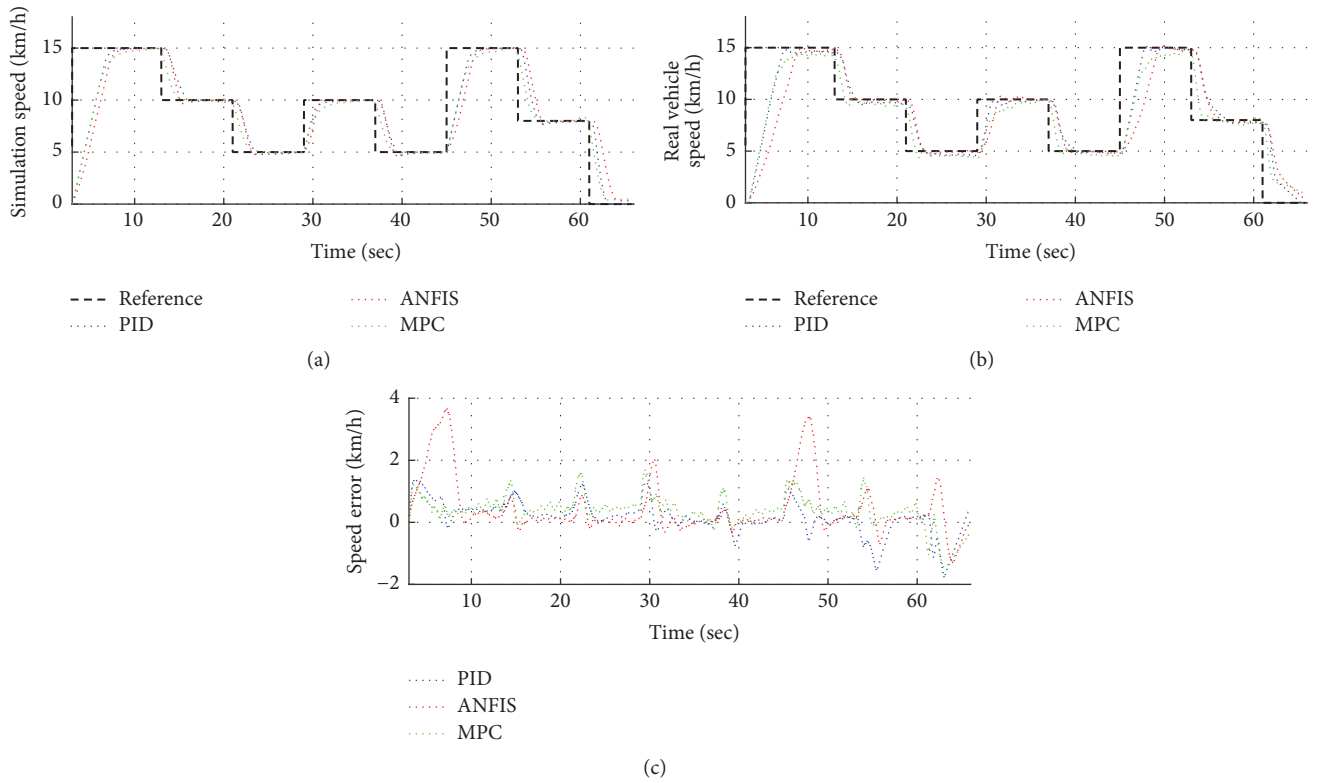 Simulation speed (km/h)
15
10
5
0
10 20 30 40 50 60
Time (sec)
Reference
PID
ANFIS
MPC
(a)
Real vehicle
speed (km/h)
15
10
5
0
10 20 30 40 50 60
Time (sec)
Reference
PID
ANFIS
MPC
(b)
Speed error (km/h)
4
2
0
−2
10 20 30 40 50 60
Time (sec)
PID
ANFIS
MPC
(c)